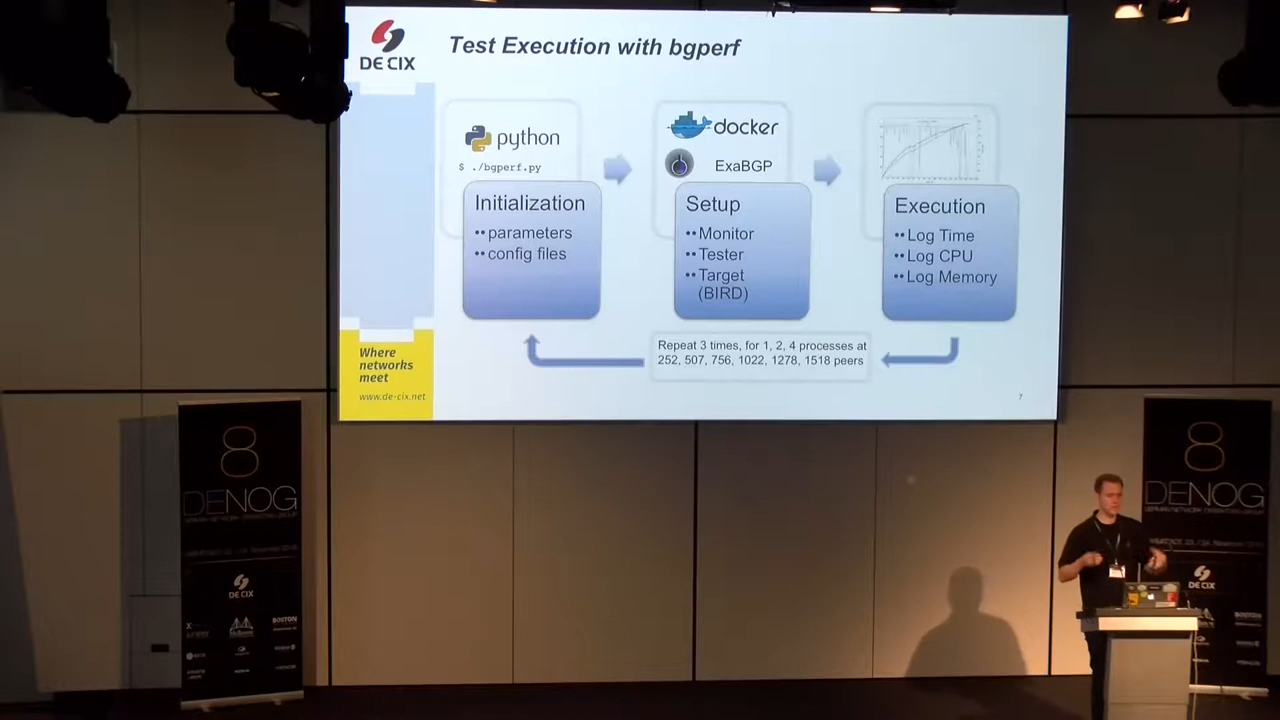 DE CIX
Test Execution with bgperf
python
$ ./bgperf.py
Initialization
•• parameters
•• config files
docker
ExaBGP
Setup
•• Monitor
•• Tester
•• Target
(BIRD)
Execution
•• Log Time
•• Log CPU
•• Log Memory
Repeat 3 times, for 1, 2, 4 processes at
252, 507, 756, 1022, 1278, 1518 peers
Where
networks
meet
www.de-cix.net
7
8
DENOG
DE CIX
BOSTON
8
DENOG
DE CIX
BOSTON